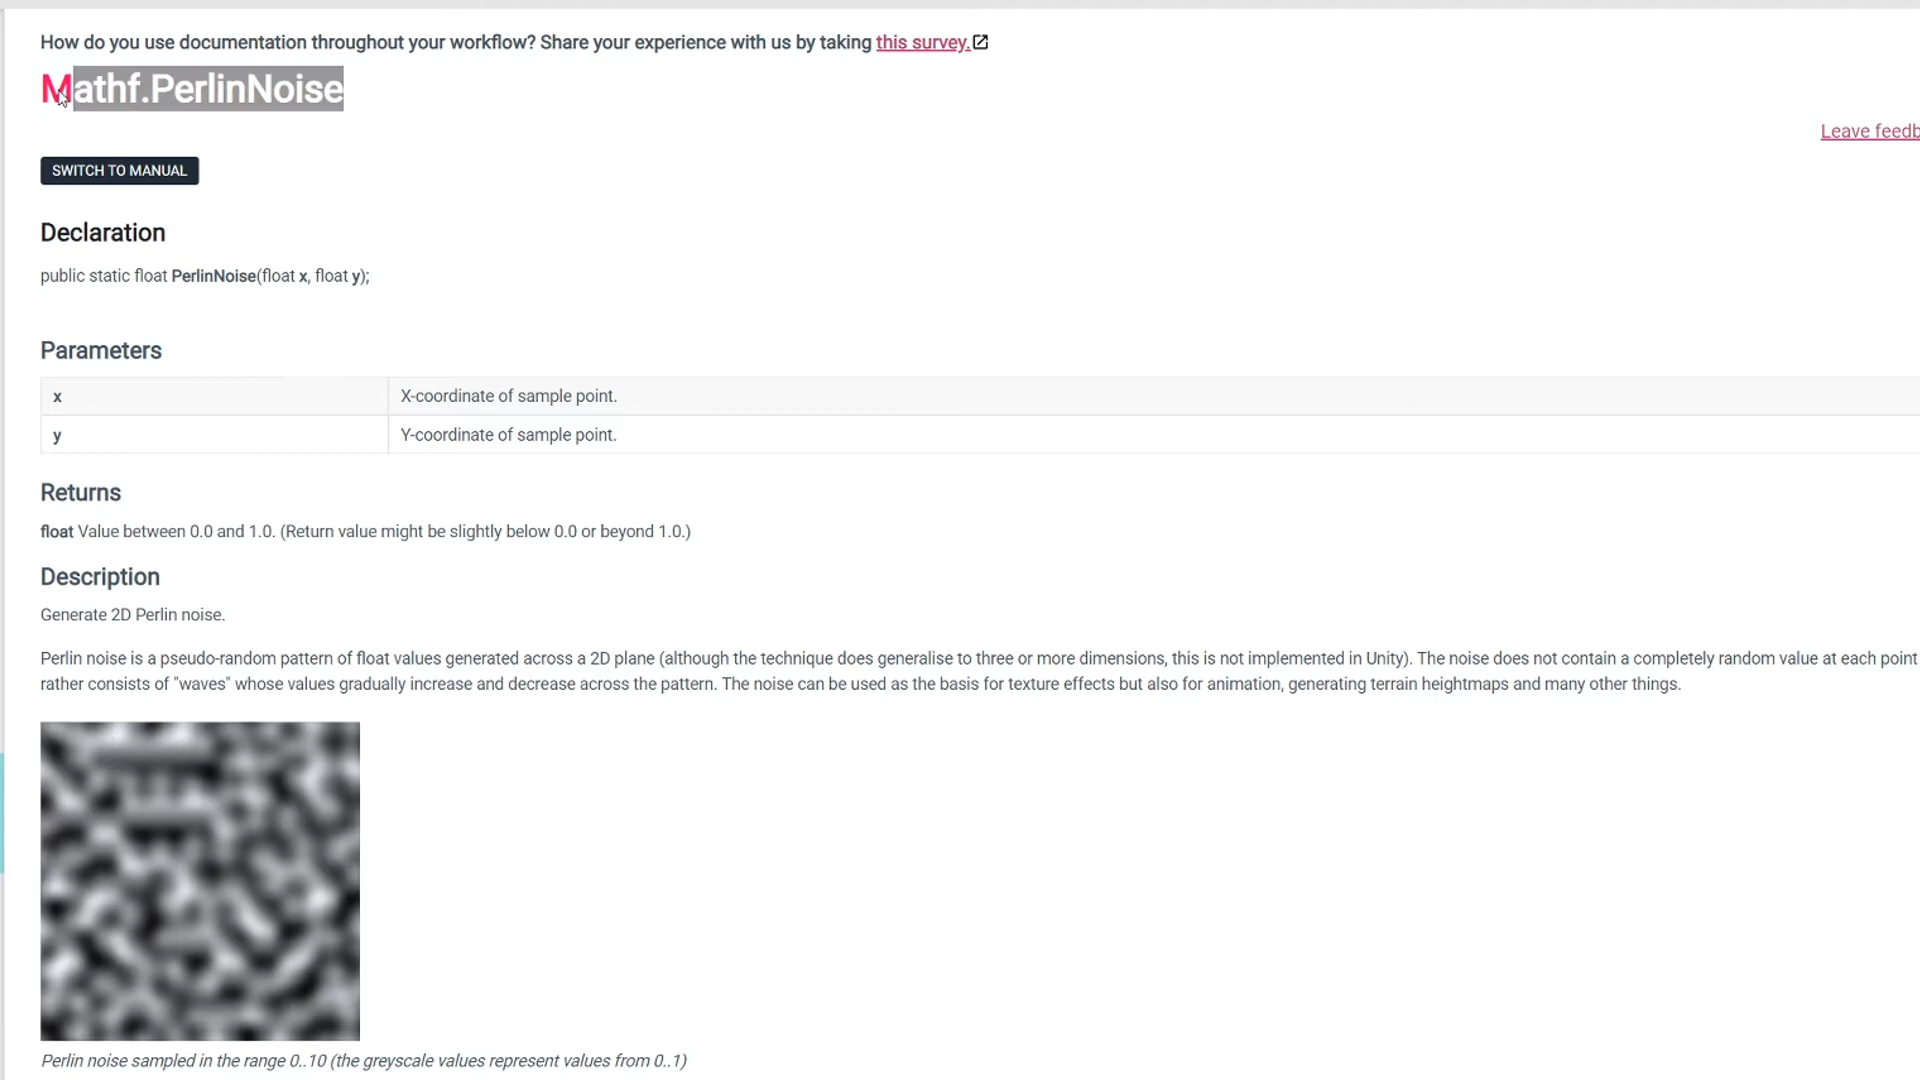 How do you use documentation throughout your workflow? Share your experience with us by taking this survey.
Mathf.PerlinNoise
Leave feedb
SWITCH TO MANUAL
Declaration
public static float PerlinNoise(float x, float y);
Parameters
x X-coordinate of sample point.
y Y-coordinate of sample point.
Returns
float Value between 0.0 and 1.0. (Return value might be slightly below 0.0 or beyond 1.0.)
Description
Generate 2D Perlin noise.
Perlin noise is a pseudo-random pattern of float values generated across a 2D plane (although the technique does generalise to three or more dimensions, this is not implemented in Unity). The noise does not contain a completely random value at each point
rather consists of "waves" whose values gradually increase and decrease across the pattern. The noise can be used as the basis for texture effects but also for animation, generating terrain heightmaps and many other things.
Perlin noise sampled in the range 0..10 (the greyscale values represent values from 0..1)